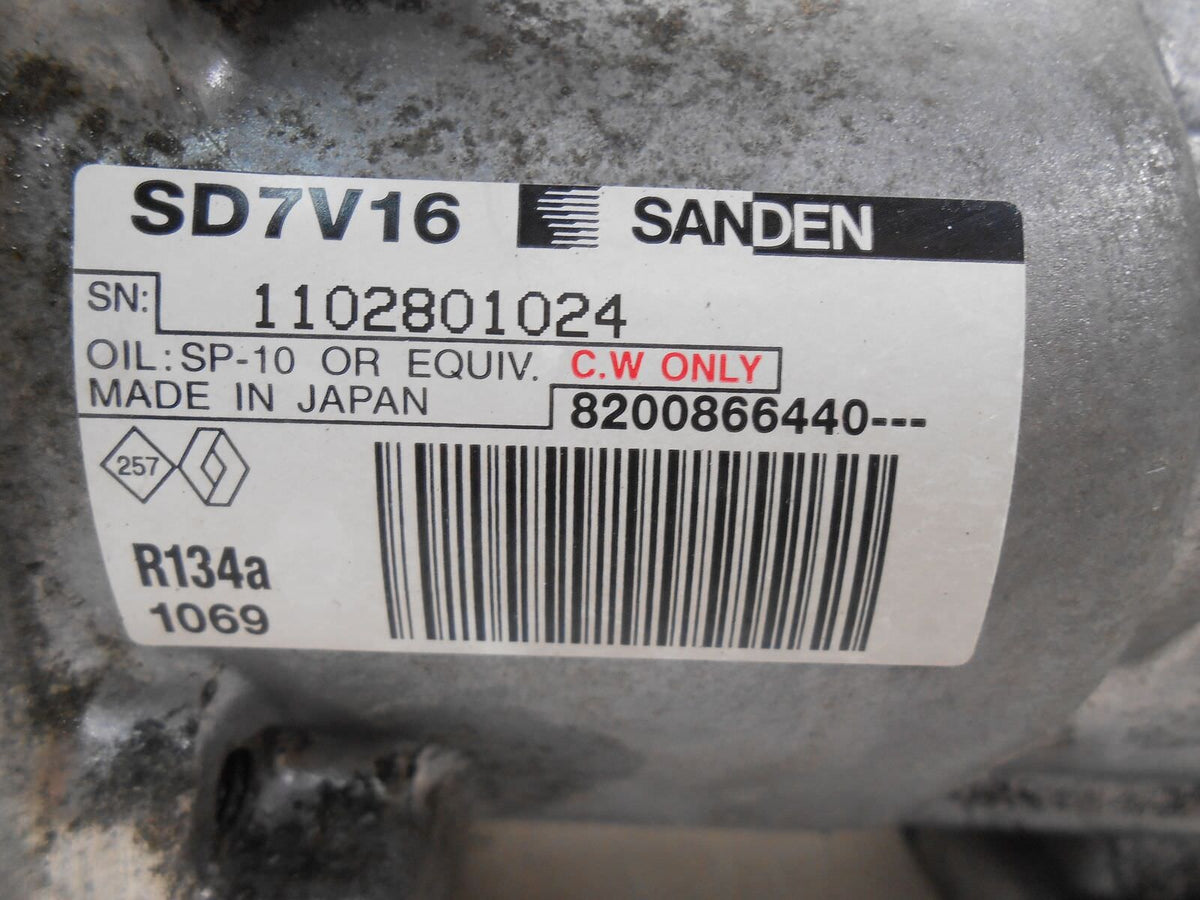 SD7V16 SANDEN
SN: 1102801024
OIL: SP-10 OR EQUIV. C.W ONLY
MADE IN JAPAN
8200866440---
257
R134a
1069